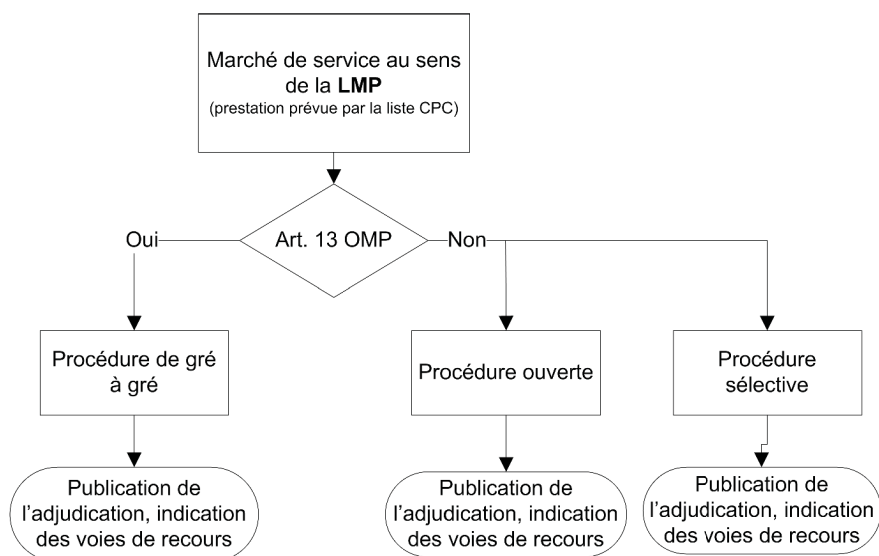 Marché de service au sens
de la LMP
(prestation prévue par la liste CPC)
Oui
Art. 13 OMP
Non
Procédure de gré
à gré
Procédure ouverte
Procédure
sélective
Publication de
l'adjudication, indication
des voies de recours
Publication de
l'adjudication, indication
des voies de recours
Publication de
l'adjudication, indication
des voies de recours